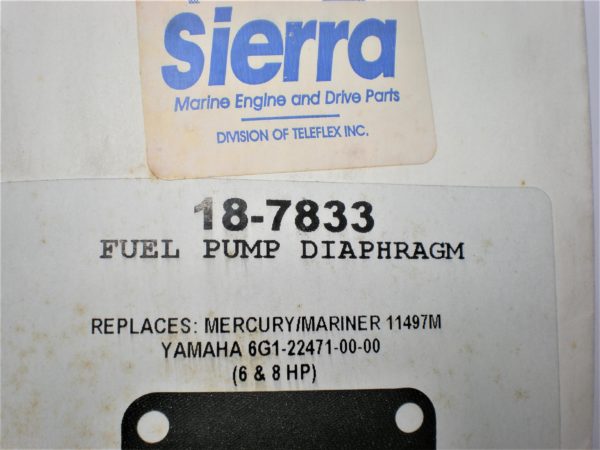 Sierra
Marine Engine and Drive Parts
DIVISION OF TELEFLEX INC.
18-7833
FUEL PUMP DIAPHRAGM
REPLACES: MERCURY/MARINER 11497M
YAMAHA 6G1-22471-00-00
(6 & 8 HP)